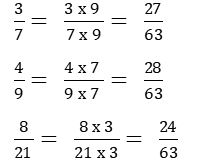 3/7 = 3 x 9/7 x 9 = 27/63
4/9 = 4 x 7/9 x 7 = 28/63
8/21 = 8 x 3/21 x 3 = 24/63